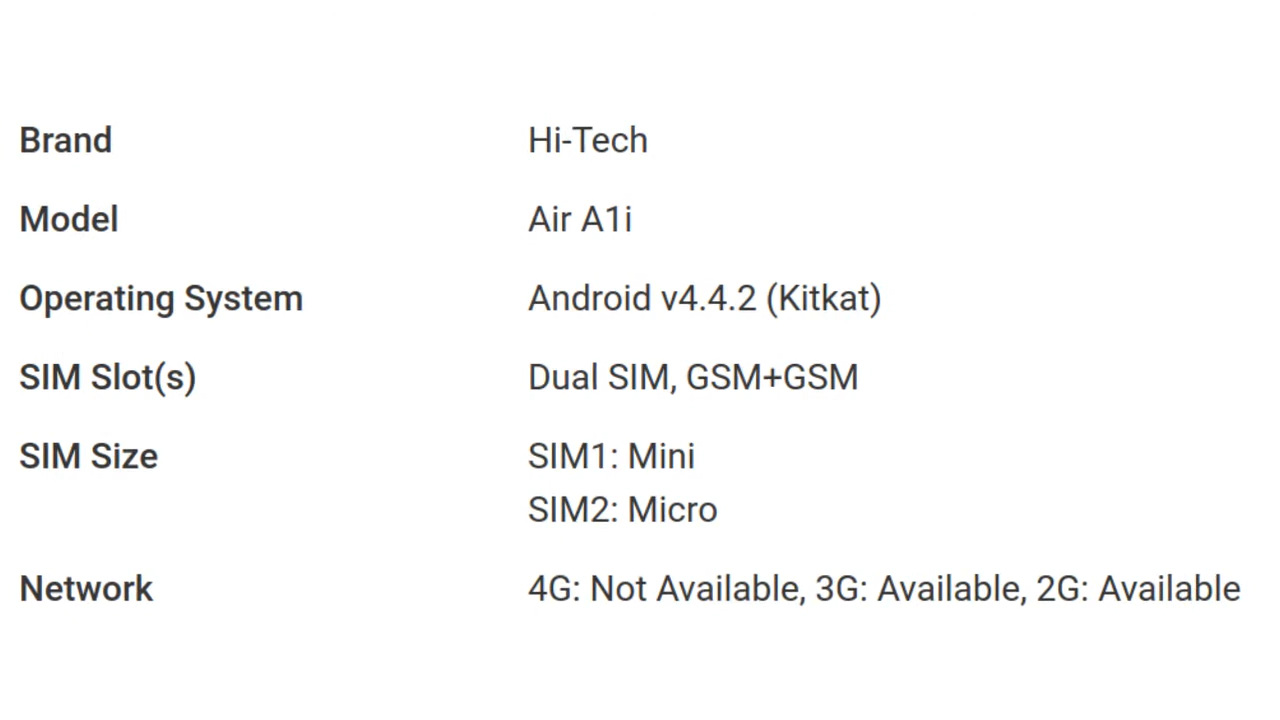 Brand Hi-Tech
Model Air A1i
Operating System Android v4.4.2 (Kitkat)
SIM Slot(s) Dual SIM, GSM+GSM
SIM Size SIM1: Mini
SIM2: Micro
Network 4G: Not Available, 3G: Available, 2G: Available